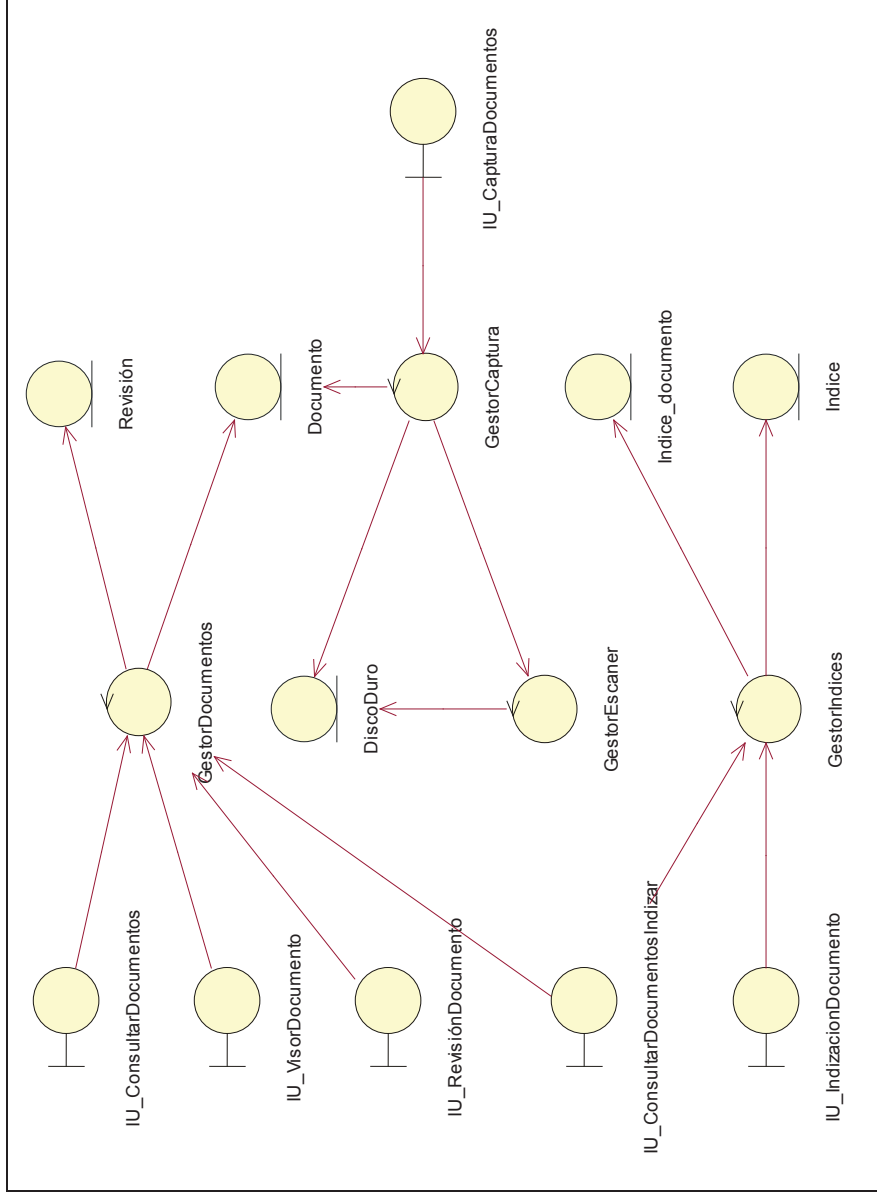 IU_ConsultarDocumentos
IU_VisorDocumento
IU_RevisiónDocumento
IU_ConsultarDocumentosIndizar
IU_IndizacionDocumento
GestorDocumentos
DiscoDuro
GestorEscaner
GestorIndices
Revisión
Documento
GestorCaptura
Indice_documento
Indice
IU_CapturaDocumentos